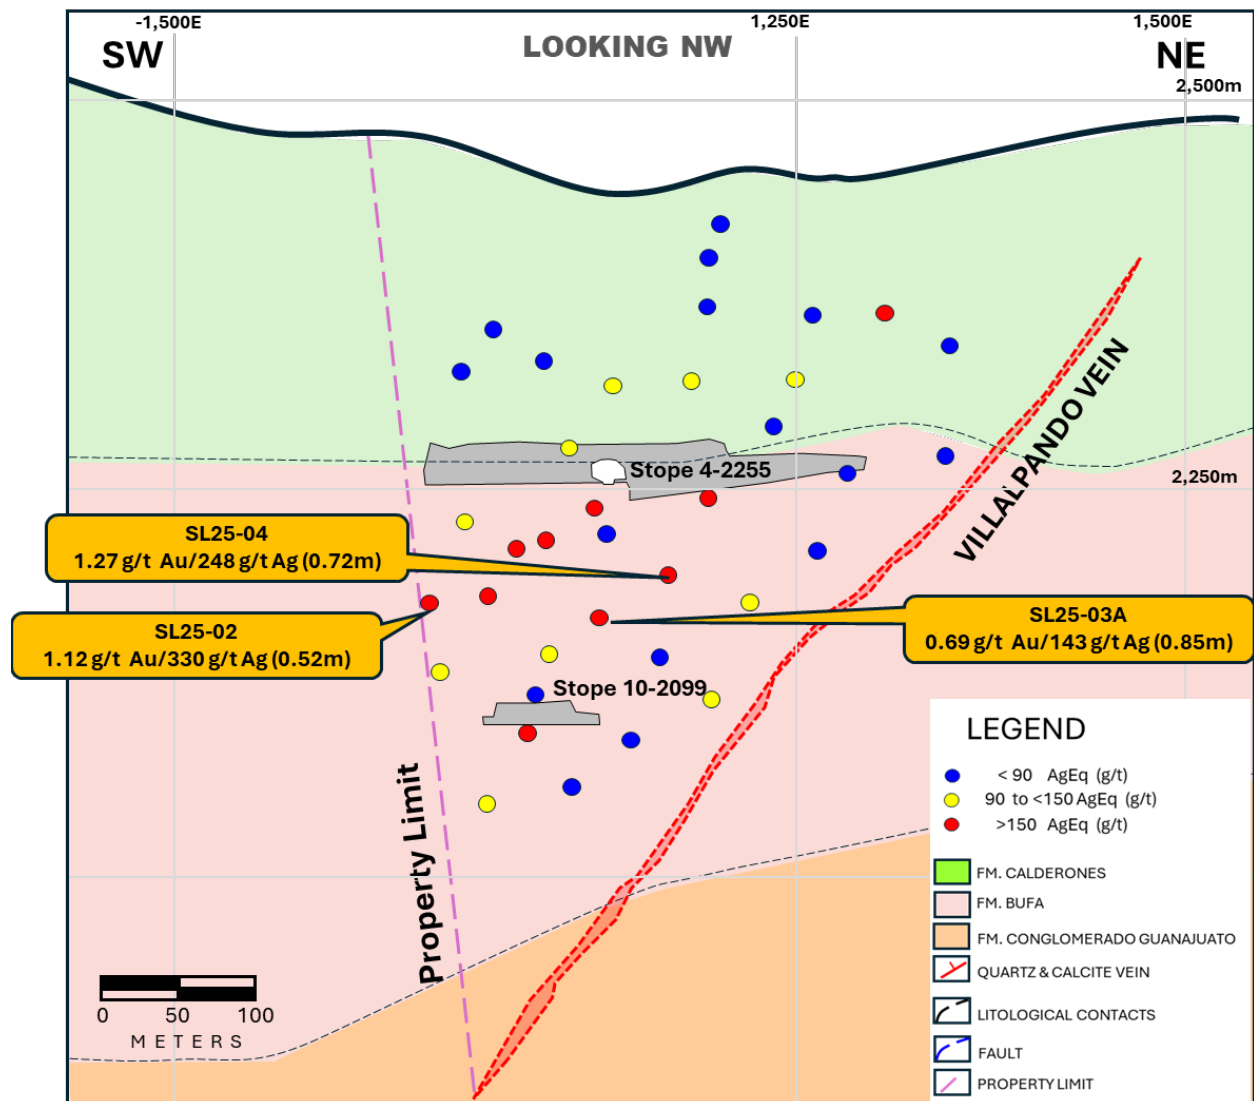 -1,500E
1,250E
1,500E
SW
LOOKING NW
NE
2,500m
VILLALPANDO VEIN
Stope 4-2255
2,250m
SL25-04
1.27 g/t Au/248 g/t Ag (0.72m)
SL25-02
1.12 g/t Au/330 g/t Ag (0.52m)
SL25-03A
0.69 g/t Au/143 g/t Ag (0.85m)
Stope 10-2099
Property Limit
0 50 100
METERS
LEGEND
< 90 AgEq (g/t)
90 to <150 AgEq (g/t)
>150 AgEq (g/t)
FM. CALDERONES
FM. BUFA
FM. CONGLOMERADO GUANAJUATO
QUARTZ & CALCITE VEIN
LITOLOGICAL CONTACTS
FAULT
PROPERTY LIMIT